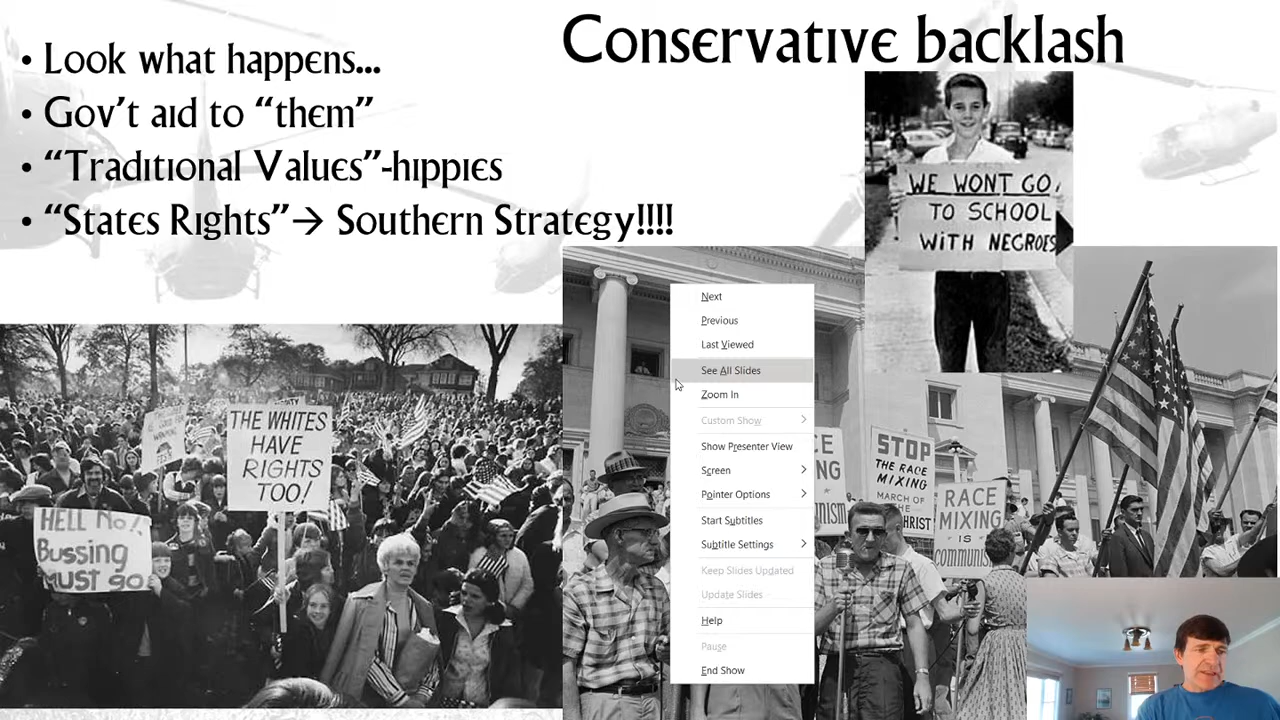 Conservative backlash
• Look what happens...
• Gov't aid to “them”
• “Traditional Values”-hippies
• “States Rights”→ Southern Strategy!!!!
WE WONT GO
TO SCHOOL
WITH NEGROES
THE WHITES
HAVE
RIGHTS
TOO!
HELL No!
Bussing
MUST go
Next
Previous
Last Viewed
See All Slides
Zoom In
Custom Show
Show Presenter View
Screen
Pointer Options
Start Subtitles
Subtitle Settings
Keep Slides Updated
Update Slides
Help
Pause
End Show
STOP
THE RACE
MIXING
MARCH OF
THE
RACE
MIXING
IS
COMMUNISM